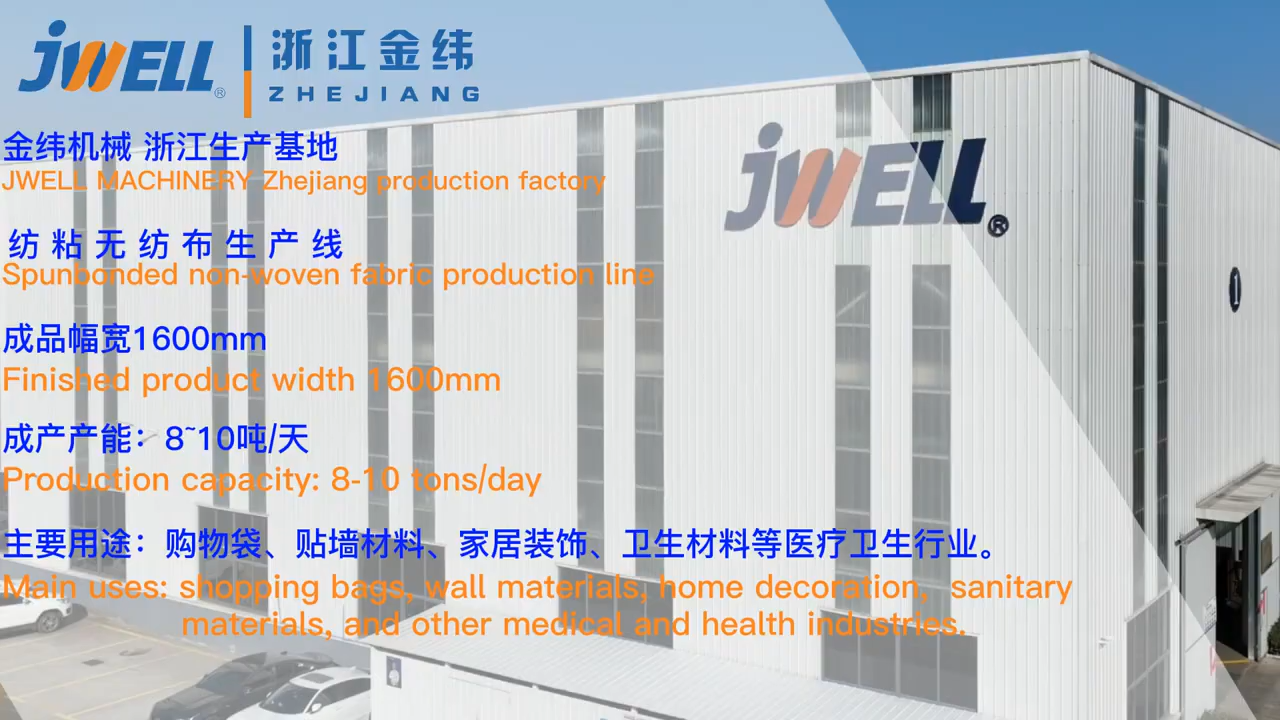 JWELL® 浙江金纬
ZHEJIANG
金纬机械 浙江生产基地
JWELL MACHINERY Zhejiang production factory
JWELL®
纺粘无纺布生产线
Spunbonded non-woven fabric production line
1
成品幅宽1600mm
Finished product width 1600mm
成产产能：8~10吨/天
Production capacity: 8-10 tons/day
主要用途：购物袋、贴墙材料、家居装饰、卫生材料等医疗卫生行业。
Main uses: shopping bags, wall materials, home decoration, sanitary
materials, and other medical and health industries.